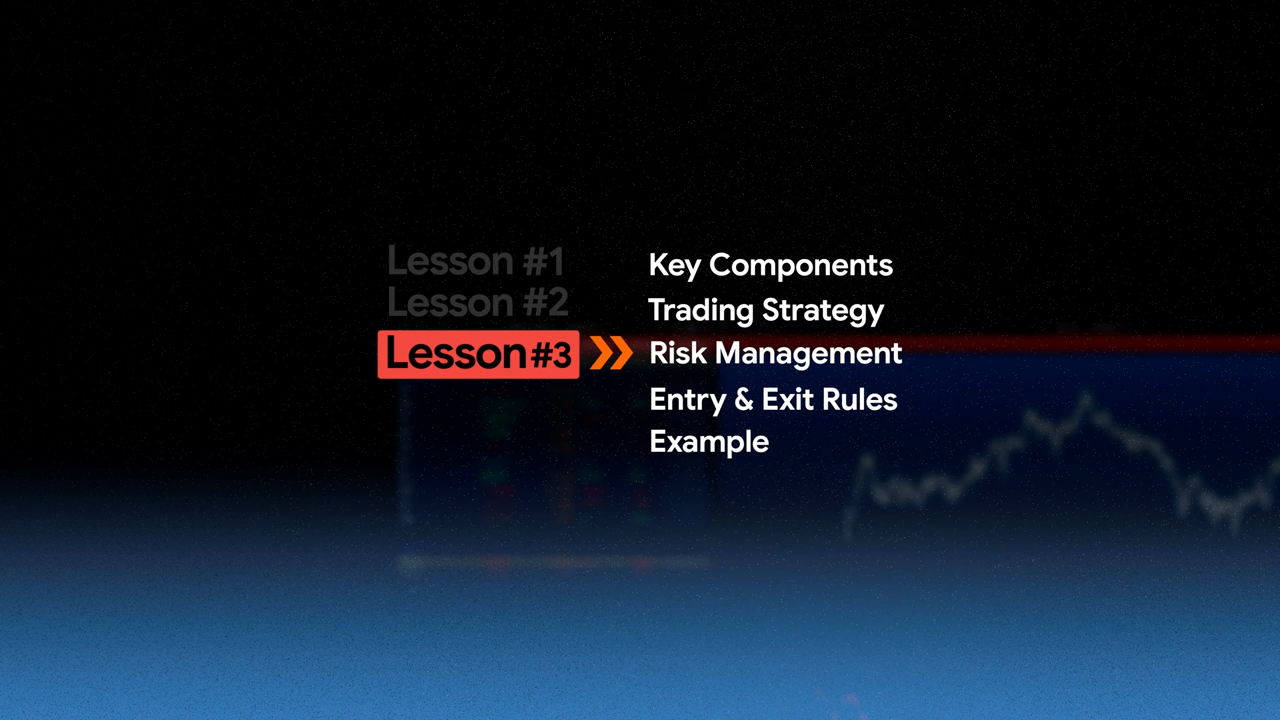 Lesson #1
Lesson #2
Lesson #3
Key Components
Trading Strategy
Risk Management
Entry & Exit Rules
Example